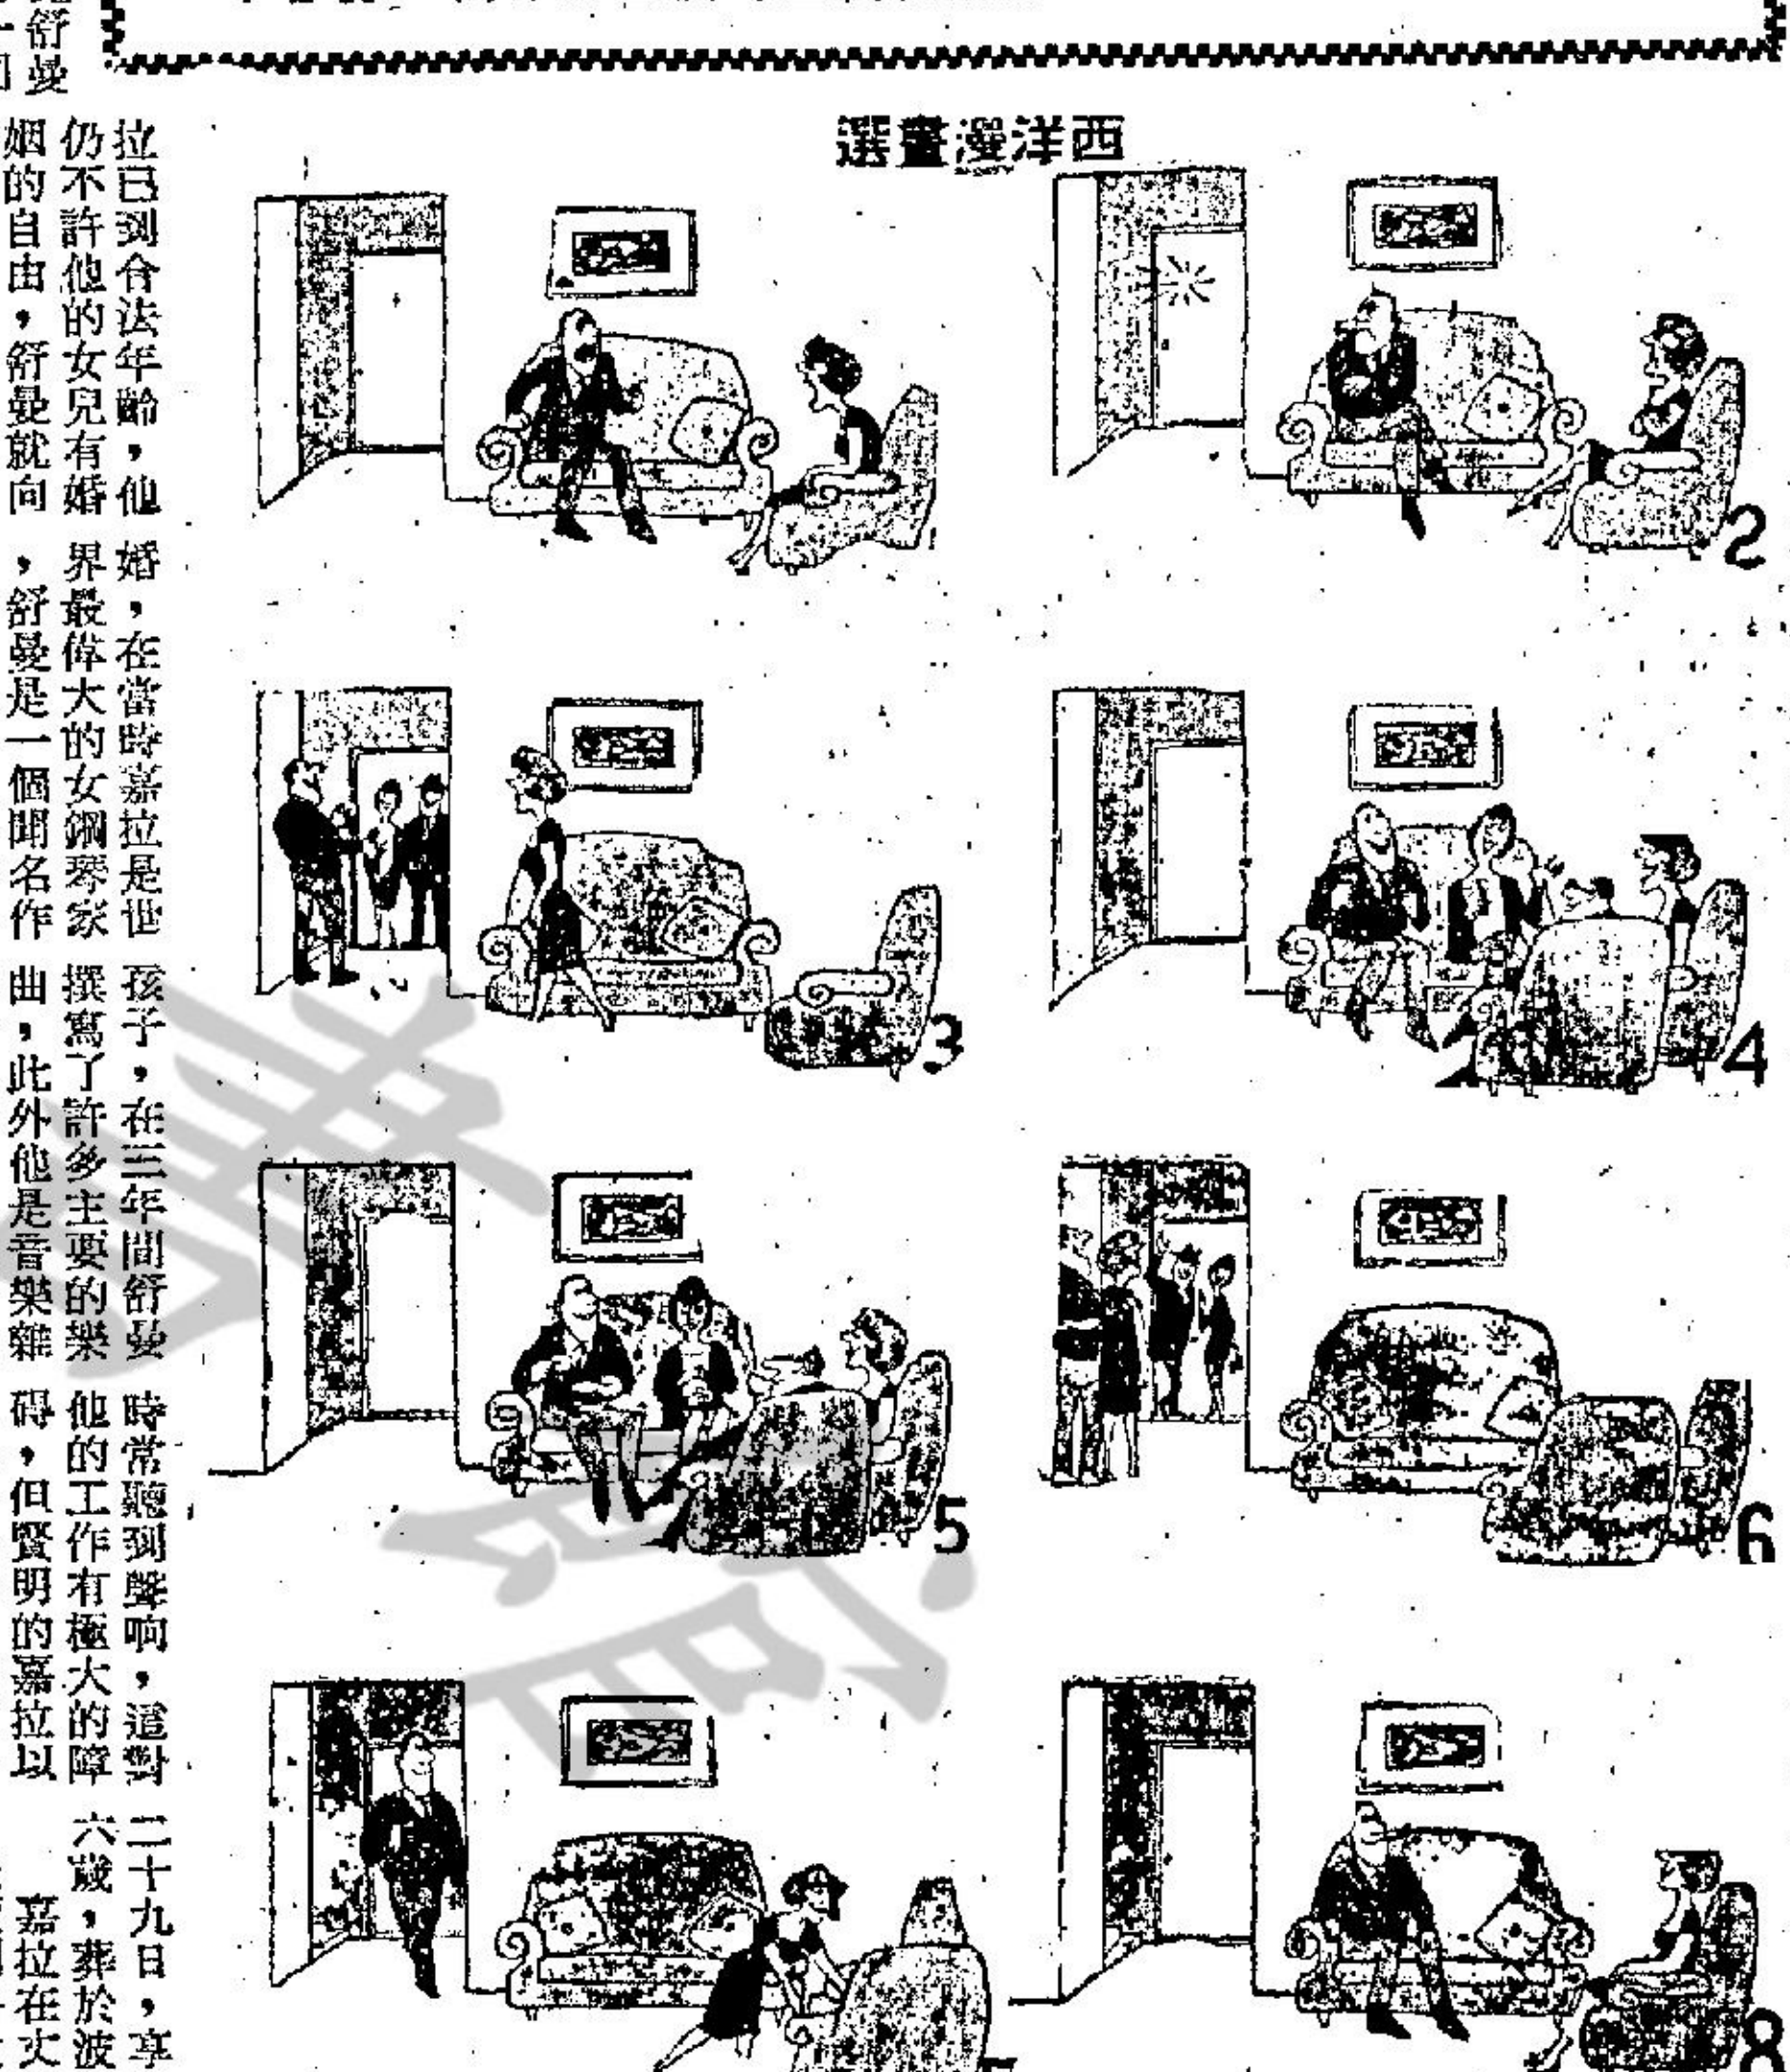 西洋漫畫選
2
3
4
5
6
8
舒曼
拉已到合法年齡，他
仍不許他的女兒有婚
姻的自由，舒曼就向
婚，在當時嘉拉是世
界最偉大的女鋼琴家
，舒曼是一個聞名作
孩子，在三年間舒曼
撰寫了許多主要的樂
曲，此外他是音樂雜
時常聽到聲响，這對
他的工作有極大的障
碍，但賢明的嘉拉以
二十九日，享
六歲，葬於波
嘉拉在丈